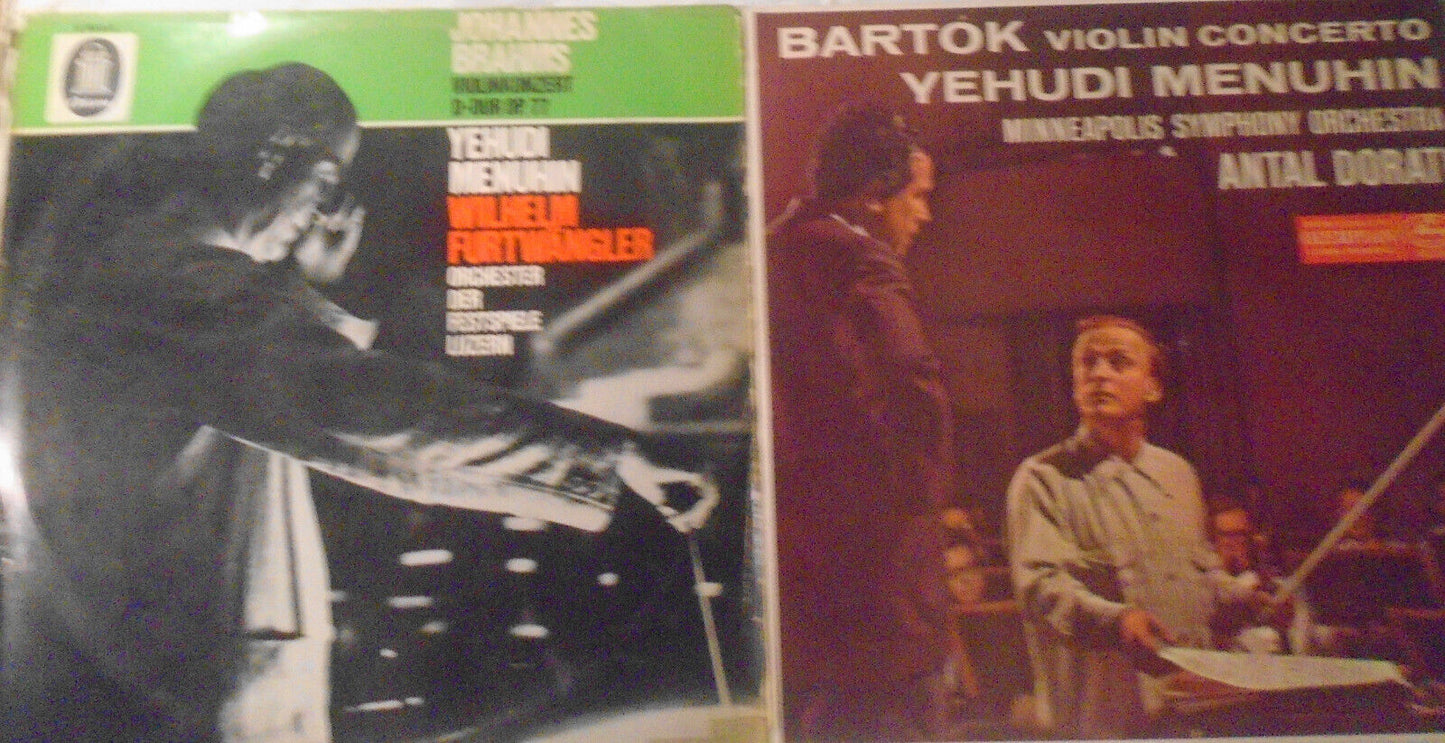 JOHANNES
BRAHMS
VIOLINKONZERT
D-DUR OP. 77
YEHUDI
MENUHIN
WILHELM
FURTWÄNGLER
ORCHESTER
DER
FESTSPIELE
LUZERN
BARTÓK VIOLIN CONCERTO
YEHUDI MENUHIN
MINNEAPOLIS SYMPHONY ORCHESTRA
ANTAL DORATI